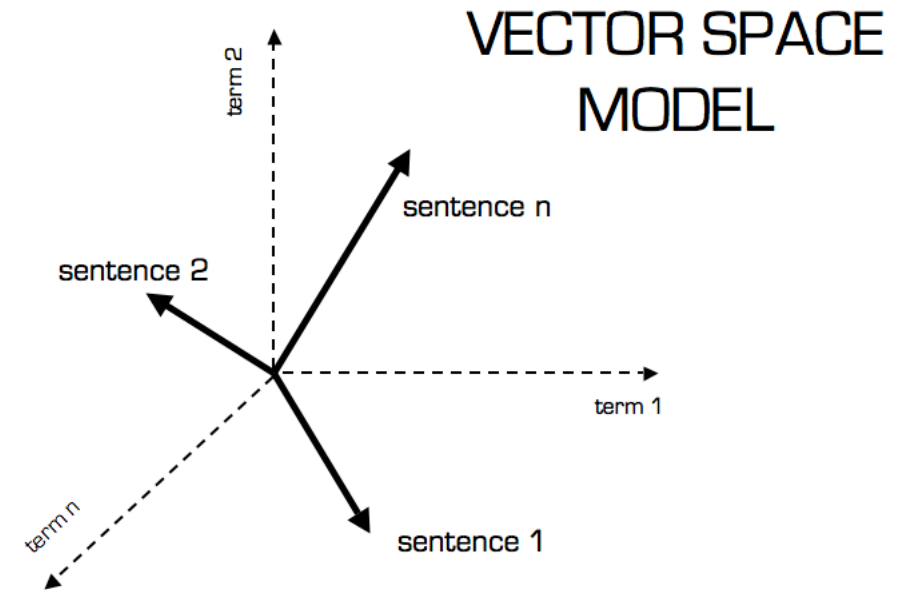 VECTOR SPACE
MODEL
term 2
sentence n
sentence 2
term 1
term n
sentence 1